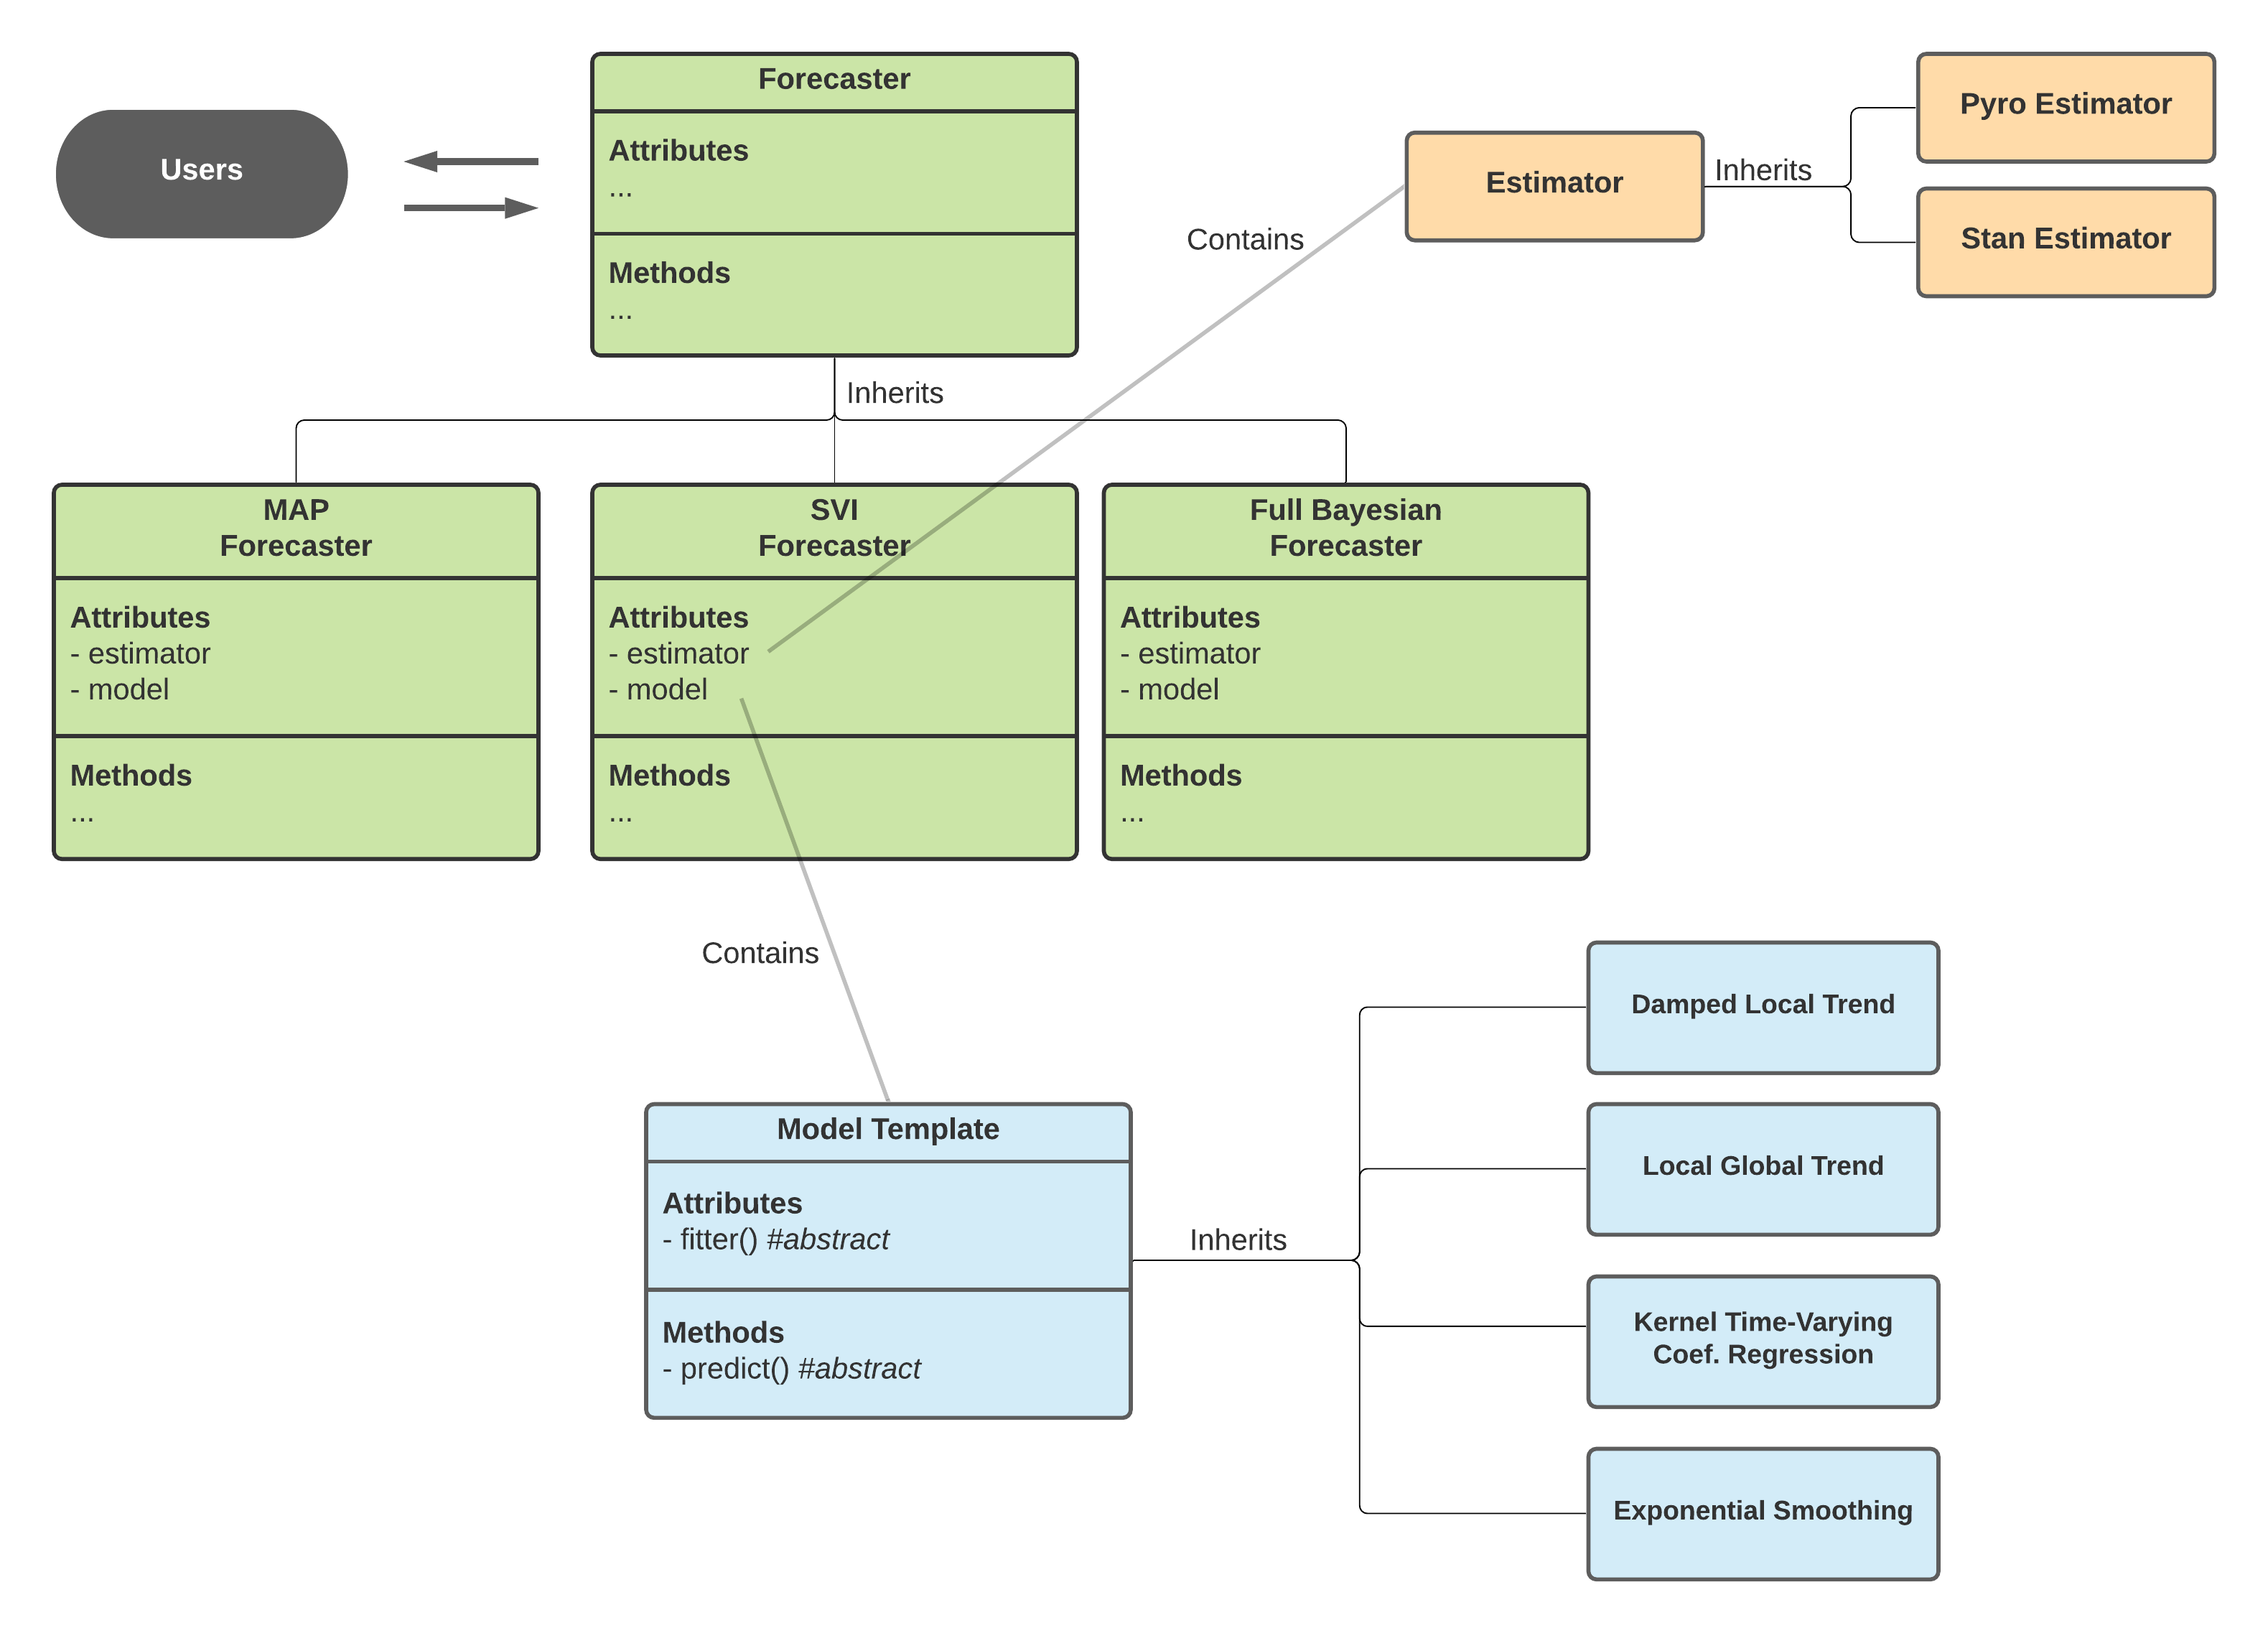 Users
Forecaster
Attributes
...
Methods
...
Inherits
Contains
Estimator
Inherits
Pyro Estimator
Stan Estimator
MAP
Forecaster
Attributes
- estimator
- model
Methods
...
SVI
Forecaster
Attributes
- estimator
- model
Methods
...
Full Bayesian
Forecaster
Attributes
- estimator
- model
Methods
...
Contains
Model Template
Attributes
- fitter() #abstract
Methods
- predict() #abstract
Inherits
Damped Local Trend
Local Global Trend
Kernel Time-Varying
Coef. Regression
Exponential Smoothing